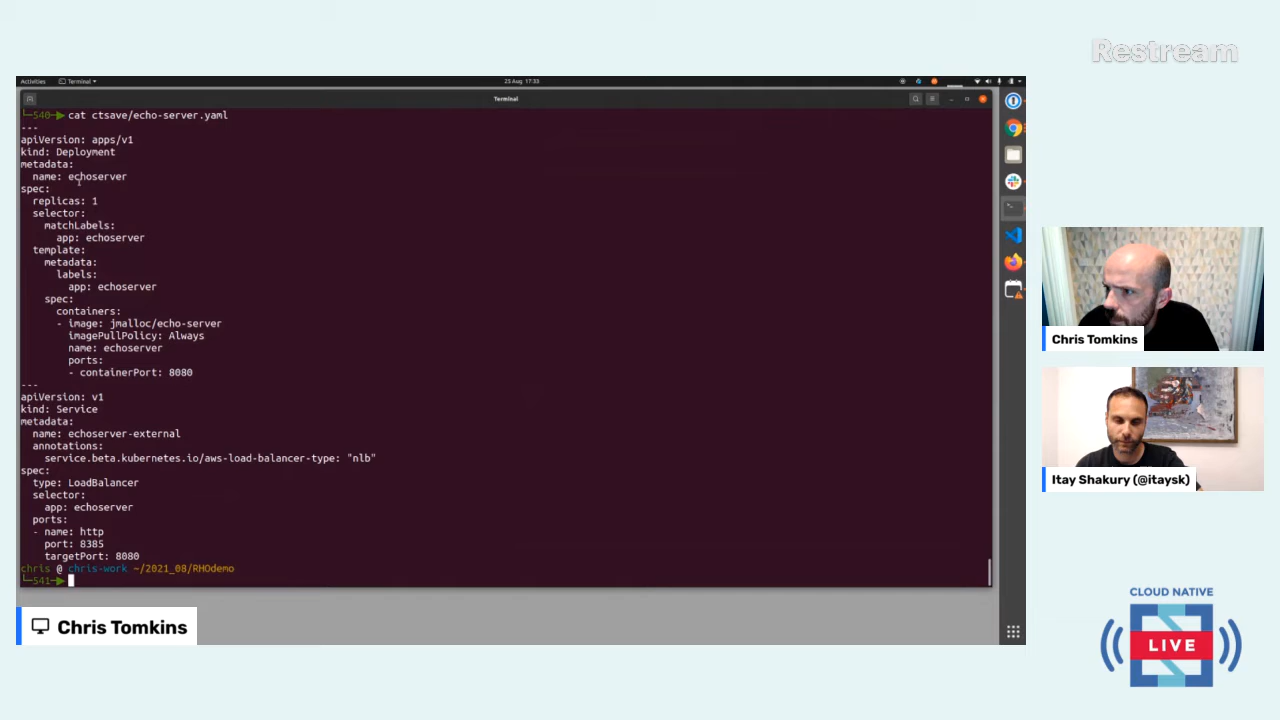 Restream
Activities
Terminal
25 Aug 17:33
Terminal
└─540─▶ cat ctsave/echo-server.yaml
---
apiVersion: apps/v1
kind: Deployment
metadata:
  name: echoserver
spec:
  replicas: 1
  selector:
    matchLabels:
      app: echoserver
  template:
    metadata:
      labels:
        app: echoserver
    spec:
      containers:
      - image: jmalloc/echo-server
        imagePullPolicy: Always
        name: echoserver
        ports:
        - containerPort: 8080
---
apiVersion: v1
kind: Service
metadata:
  name: echoserver-external
  annotations:
    service.beta.kubernetes.io/aws-load-balancer-type: "nlb"
spec:
  type: LoadBalancer
  selector:
    app: echoserver
  ports:
  - name: http
    port: 8385
    targetPort: 8080
chris @ chris-work ~/2021_08/RHOdemo
└─541─▶
Chris Tomkins
Chris Tomkins
Itay Shakury (@itaysk)
CLOUD NATIVE
LIVE